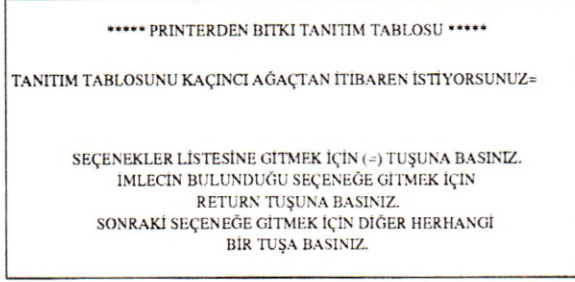 ***** PRINTERDEN BITKI TANITIM TABLOSU *****
TANITIM TABLOSUNU KAÇINCI AĞAÇTAN İTİBAREN İSTİYORSUNUZ=
SEÇENEKLER LİSTESİNE GİTMEK İÇİN (=) TUŞUNA BASINIZ.
İMLECİN BULUNDUĞU SEÇENEĞE GİTMEK İÇİN
RETURN TUŞUNA BASINIZ.
SONRAKİ SEÇENEĞE GİTMEK İÇİN DİĞER HERHANGİ
BİR TUŞA BASINIZ.